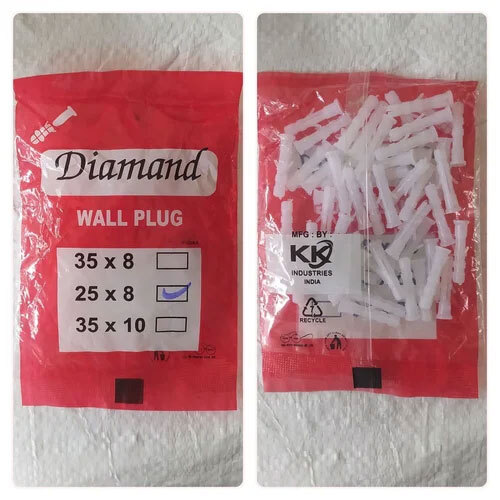 Diamand
WALL PLUG
35 x 8
25 x 8
35 x 10
MFG : BY :
KK
INDUSTRIES
INDIA
RECYCLE